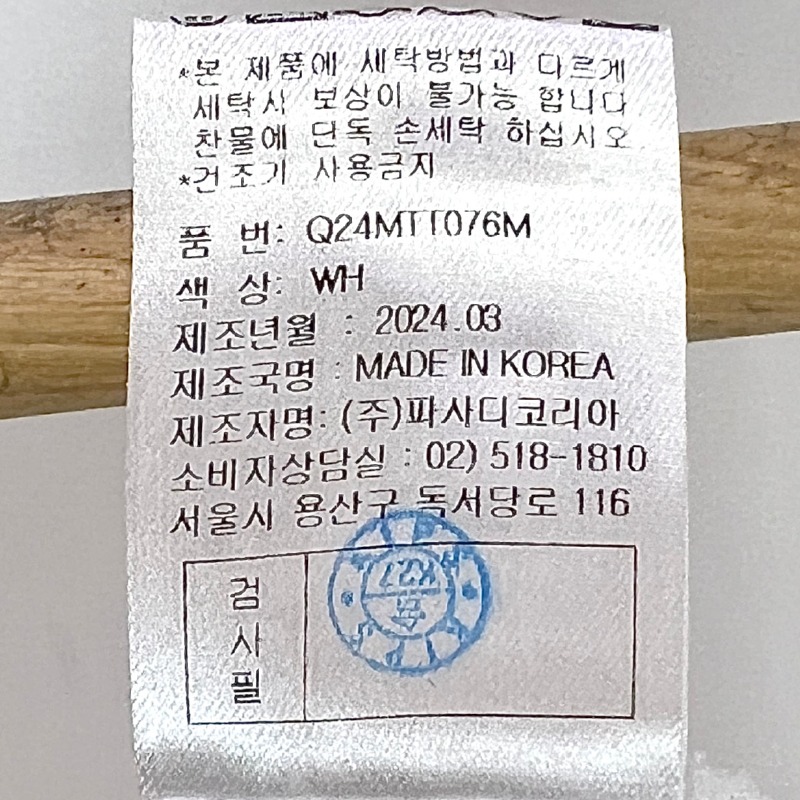 *본 제품에 세탁방법과 다르게
세탁시 보상이 불가능 합니다
찬물에 단독 손세탁 하십시오
*건조기 사용금지
품 번: Q24MTT076M
색 상: WH
제조년월 : 2024.03
제조국명 : MADE IN KOREA
제조자명: (주)파사디코리아
소비자상담실 : 02) 518-1810
서울시 용산구 독서당로 116
검
사
필
K27